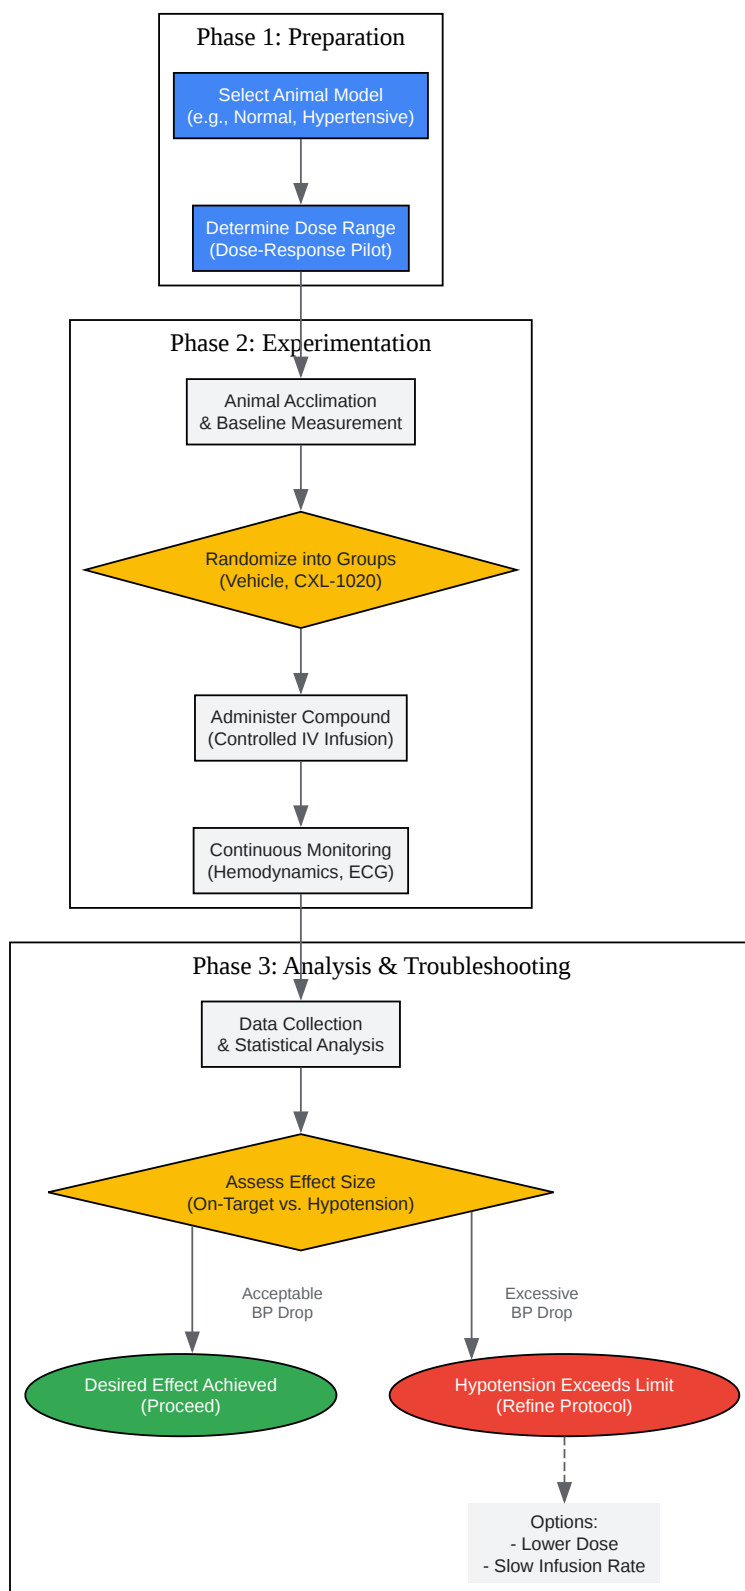 Phase 1: Preparation
Select Animal Model
(e.g., Normal, Hypertensive)
Determine Dose Range
(Dose-Response Pilot)
Phase 2: Experimentation
Animal Acclimation
& Baseline Measurement
Randomize into Groups
(Vehicle, CXL-1020)
Administer Compound
(Controlled IV Infusion)
Continuous Monitoring
(Hemodynamics, ECG)
Phase 3: Analysis & Troubleshooting
Data Collection
& Statistical Analysis
Assess Effect Size
(On-Target vs. Hypotension)
Acceptable
BP Drop
Excessive
BP Drop
Desired Effect Achieved
(Proceed)
Hypotension Exceeds Limit
(Refine Protocol)
Options:
- Lower Dose
- Slow Infusion Rate